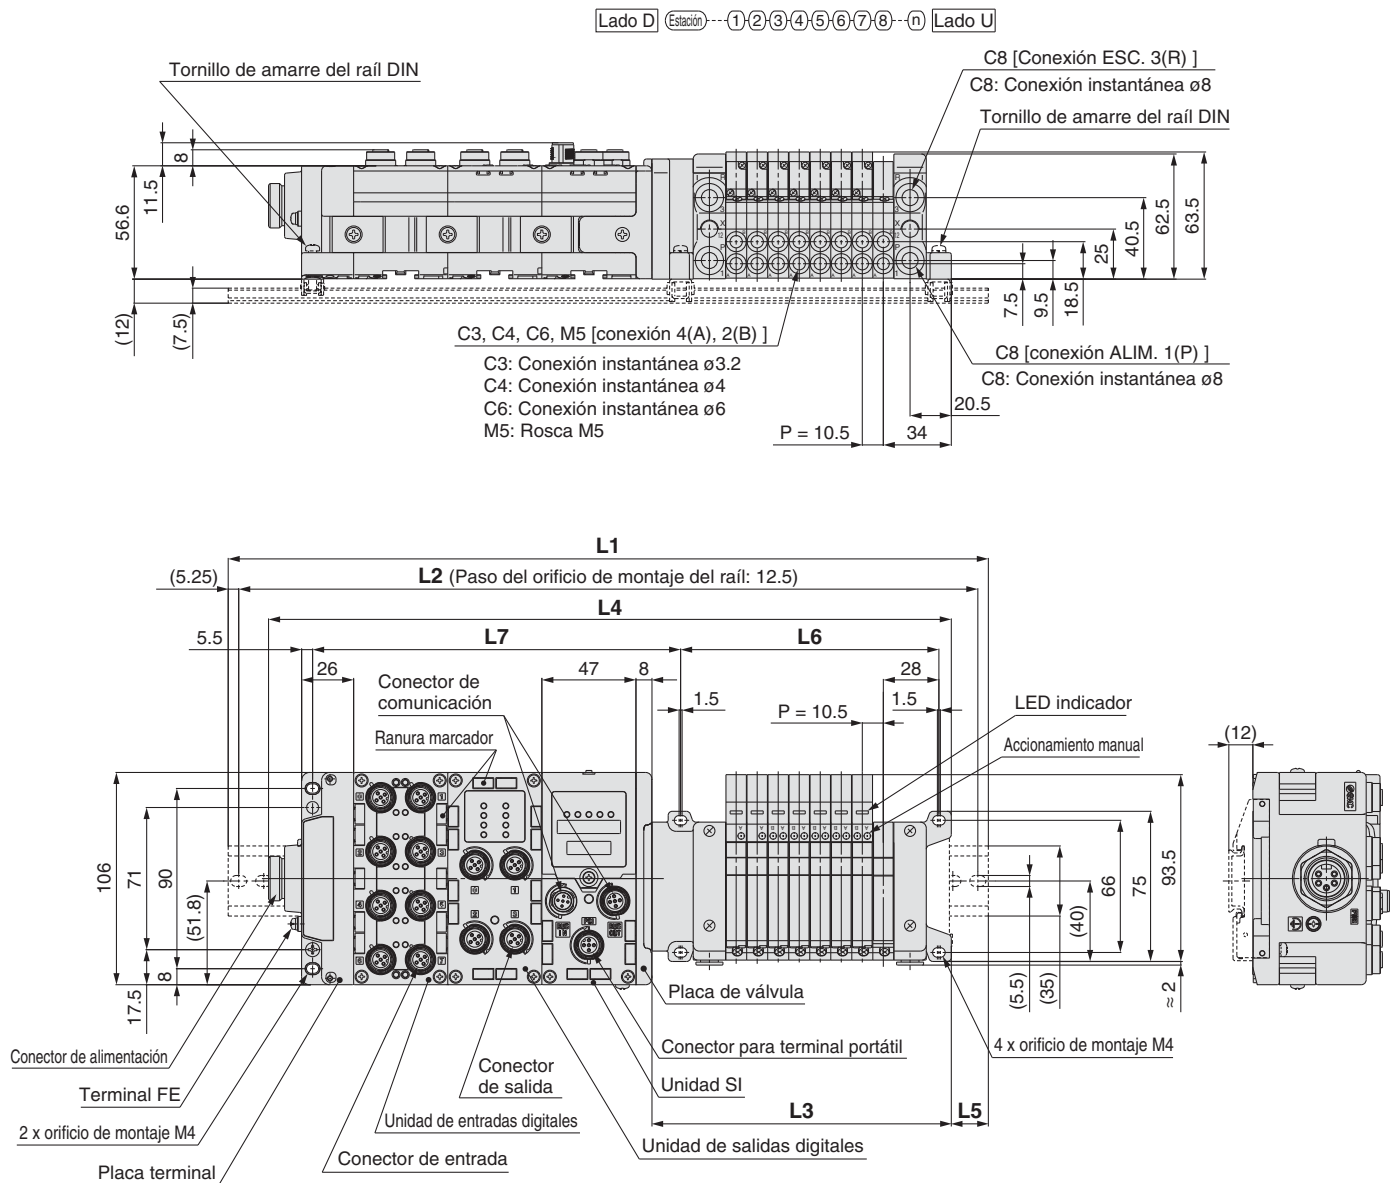 Lado D Estación 1 2 3 4 5 6 7 8 n Lado U
Tornillo de amarre del raíl DIN
C8 [Conexión ESC. 3(R) ]
C8: Conexión instantánea ø8
Tornillo de amarre del raíl DIN
8
11.5
56.6
(12)
(7.5)
7.5
9.5
18.5
25
40.5
62.5
63.5
C3, C4, C6, M5 [conexión 4(A), 2(B) ]
C3: Conexión instantánea ø3.2
C4: Conexión instantánea ø4
C6: Conexión instantánea ø6
M5: Rosca M5
C8 [conexión ALIM. 1(P) ]
C8: Conexión instantánea ø8
20.5
P = 10.5
34
L1
(5.25)
L2 (Paso del orificio de montaje del raíl: 12.5)
L4
5.5
L7
L6
26
47
8
28
Conector de
comunicación
1.5
1.5
P = 10.5
LED indicador
Ranura marcador
Accionamiento manual
(12)
106
71
90
(51.8)
17.5
8
66
75
93.5
(40)
(5.5)
(35)
≈ 2
Placa de válvula
Conector de alimentación
Conector para terminal portátil
4 x orificio de montaje M4
Conector
de salida
Terminal FE
Unidad SI
Unidad de entradas digitales
L3
L5
2 x orificio de montaje M4
Unidad de salidas digitales
Conector de entrada
Placa terminal